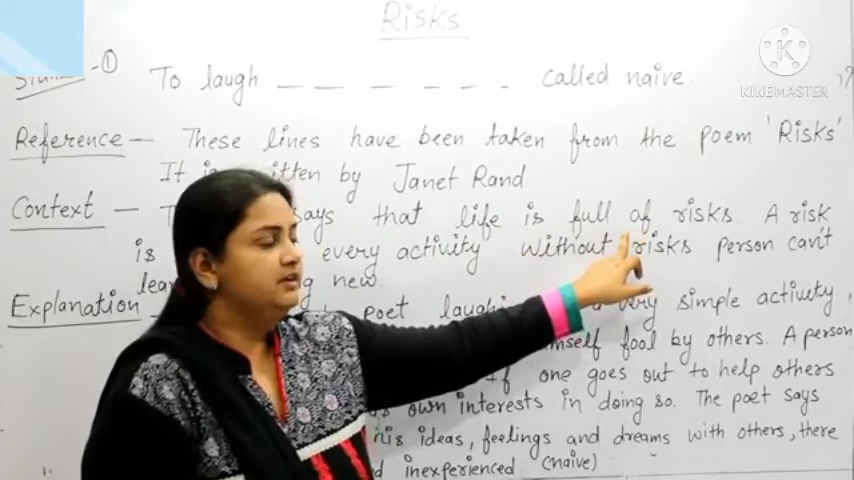 Risks
①
To laugh _ _ _ _ _ _ called naive.
KINEMASTER
Reference — These lines have been taken from the poem 'Risks'
It written by Janet Rand.
Context — says that life is full of risks. A risk
is every activity without risks person can't
new.
Explanation poet very simple activity,
fool by others. A person
one goes out to help others
own interests in doing so. The poet says
his ideas, feelings and dreams with others, there
inexperienced (naive)